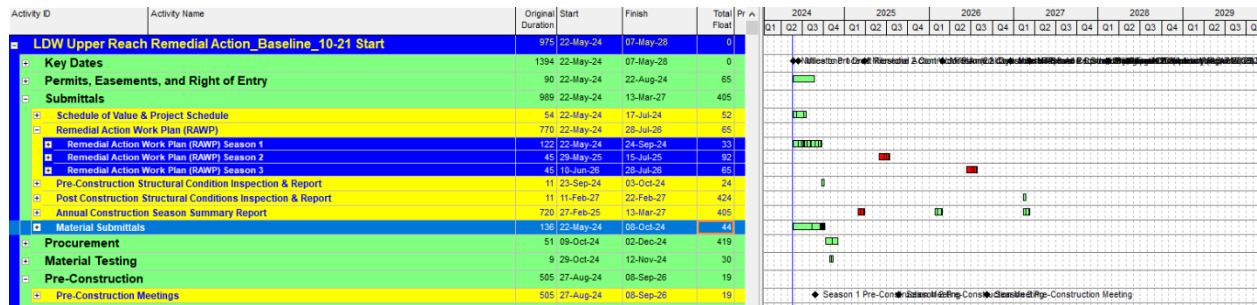 Activity ID Activity Name Original Duration Start Finish Total Float Pr 2024 2025 2026 2027 2028 2029
Q1 Q2 Q3 Q4 Q1 Q2 Q3 Q4 Q1 Q2 Q3 Q4 Q1 Q2 Q3 Q4 Q1 Q2 Q3 Q4 Q1 Q2 Q3
LDW Upper Reach Remedial Action_Baseline_10-21 Start 975 22-May-24 07-May-28 0
Key Dates 1394 22-May-24 07-May-28 0
Permits, Easements, and Right of Entry 90 22-May-24 22-Aug-24 65
Submittals 989 22-May-24 13-Mar-27 405
Schedule of Value & Project Schedule 54 22-May-24 17-Jul-24 52
Remedial Action Work Plan (RAWP) 770 22-May-24 28-Jul-26 65
Remedial Action Work Plan (RAWP) Season 1 122 22-May-24 24-Sep-24 33
Remedial Action Work Plan (RAWP) Season 2 45 29-May-25 15-Jul-25 92
Remedial Action Work Plan (RAWP) Season 3 45 10-Jun-26 28-Jul-26 65
Pre-Construction Structural Condition Inspection & Report 11 23-Sep-24 03-Oct-24 24
Post Construction Structural Conditions Inspection & Report 11 11-Feb-27 22-Feb-27 424
Annual Construction Season Summary Report 720 27-Feb-25 13-Mar-27 405
Material Submittals 136 22-May-24 08-Oct-24 44
Procurement 51 09-Oct-24 02-Dec-24 419
Material Testing 9 29-Oct-24 12-Nov-24 30
Pre-Construction 505 27-Aug-24 08-Sep-26 19
Pre-Construction Meetings 505 27-Aug-24 08-Sep-26 19 Season 1 Pre-Construction Meeting Pre-Construction Meeting